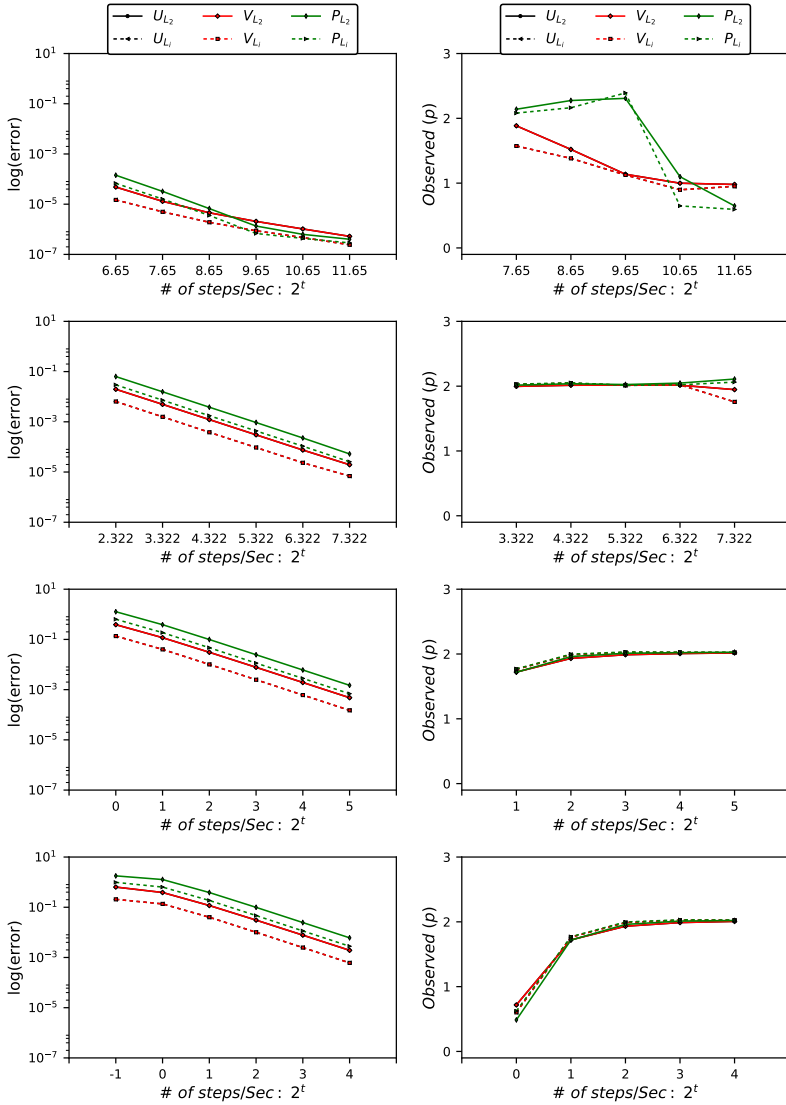 U_{L_2} V_{L_2} P_{L_2}
U_{L_i} V_{L_i} P_{L_i}
log(error)
10^1
10^{-1}
10^{-3}
10^{-5}
10^{-7}
6.65 7.65 8.65 9.65 10.65 11.65
# of steps/Sec: 2^t
U_{L_2} V_{L_2} P_{L_2}
U_{L_i} V_{L_i} P_{L_i}
Observed (p)
3
2
1
0
7.65 8.65 9.65 10.65 11.65
# of steps/Sec: 2^t
log(error)
10^1
10^{-1}
10^{-3}
10^{-5}
10^{-7}
2.322 3.322 4.322 5.322 6.322 7.322
# of steps/Sec: 2^t
Observed (p)
3
2
1
0
3.322 4.322 5.322 6.322 7.322
# of steps/Sec: 2^t
log(error)
10^1
10^{-1}
10^{-3}
10^{-5}
10^{-7}
0 1 2 3 4 5
# of steps/Sec: 2^t
Observed (p)
3
2
1
0
1 2 3 4 5
# of steps/Sec: 2^t
log(error)
10^1
10^{-1}
10^{-3}
10^{-5}
10^{-7}
-1 0 1 2 3 4
# of steps/Sec: 2^t
Observed (p)
3
2
1
0
0 1 2 3 4
# of steps/Sec: 2^t